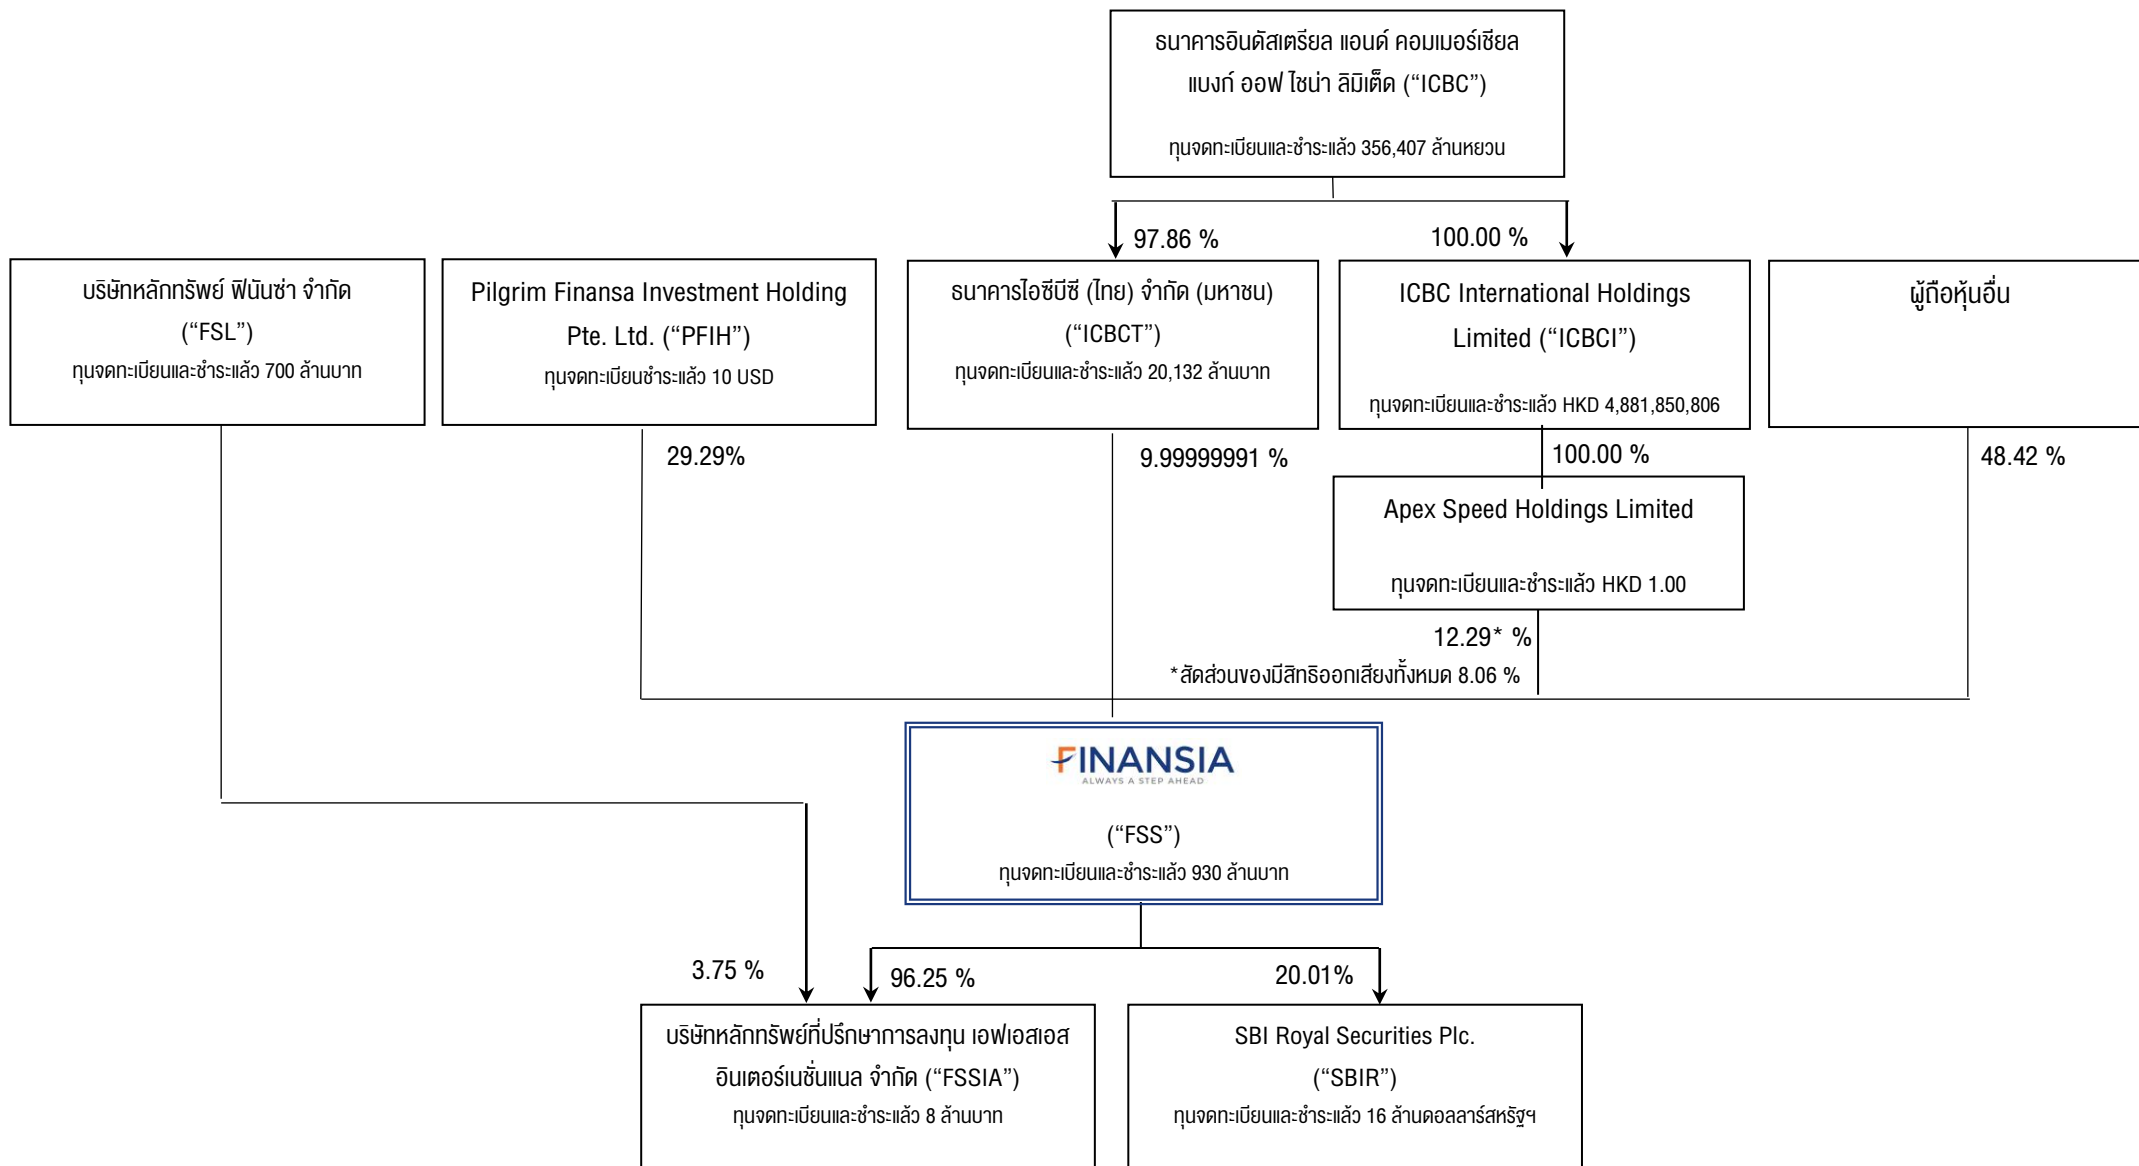 ธนาคารอินดัสเตรียล แอนด์ คอมเมอร์เชียล
แบงก์ ออฟ ไชน่า ลิมิเต็ด (“ICBC”)
ทุนจดทะเบียนและชำระแล้ว 356,407 ล้านหยวน
97.86 %
100.00 %
บริษัทหลักทรัพย์ ฟินันซ่า จำกัด
(“FSL”)
ทุนจดทะเบียนและชำระแล้ว 700 ล้านบาท
Pilgrim Finansa Investment Holding
Pte. Ltd. (“PFIH”)
ทุนจดทะเบียนชำระแล้ว 10 USD
ธนาคารไอซีบีซี (ไทย) จำกัด (มหาชน)
(“ICBCT”)
ทุนจดทะเบียนและชำระแล้ว 20,132 ล้านบาท
ICBC International Holdings
Limited (“ICBCI”)
ทุนจดทะเบียนและชำระแล้ว HKD 4,881,850,806
ผู้ถือหุ้นอื่น
29.29%
9.99999991 %
100.00 %
48.42 %
Apex Speed Holdings Limited
ทุนจดทะเบียนและชำระแล้ว HKD 1.00
12.29* %
*สัดส่วนของมีสิทธิออกเสียงทั้งหมด 8.06 %
FINANSIA
ALWAYS A STEP AHEAD
(“FSS”)
ทุนจดทะเบียนและชำระแล้ว 930 ล้านบาท
3.75 %
96.25 %
20.01%
บริษัทหลักทรัพย์ที่ปรึกษาการลงทุน เอฟเอสเอส
อินเตอร์เนชั่นแนล จำกัด (“FSSIA”)
ทุนจดทะเบียนและชำระแล้ว 8 ล้านบาท
SBI Royal Securities Plc.
(“SBIR”)
ทุนจดทะเบียนและชำระแล้ว 16 ล้านดอลลาร์สหรัฐฯ